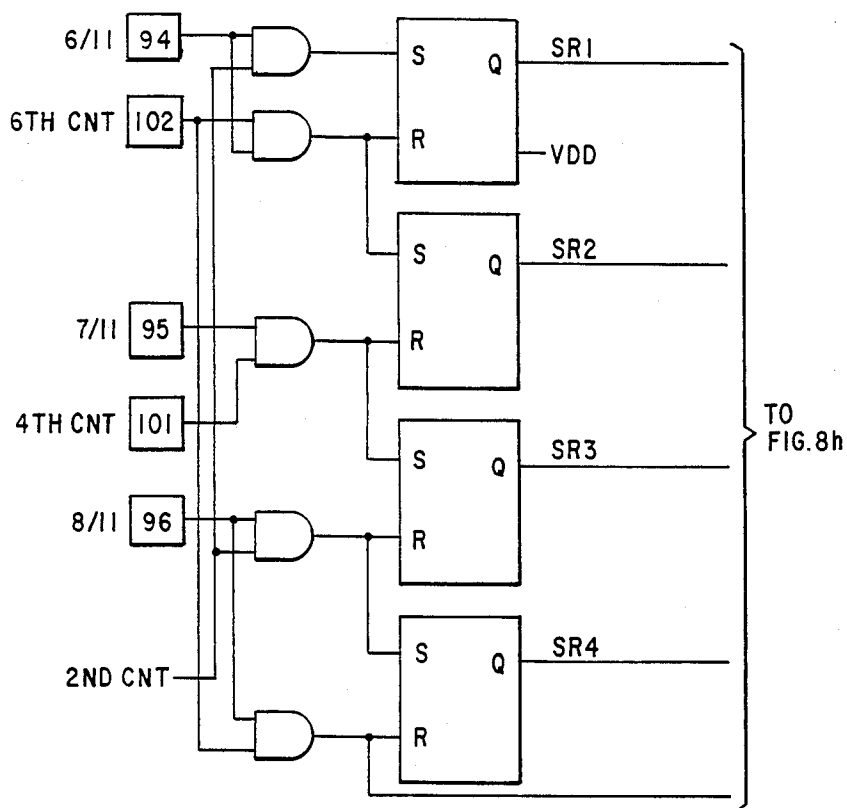 6/11 94
S Q SR1
6TH CNT 102
R VDD
S Q SR2
7/11 95
R
4TH CNT 101
TO
FIG.8h
S Q SR3
8/11 96
R
S Q SR4
2ND CNT
R